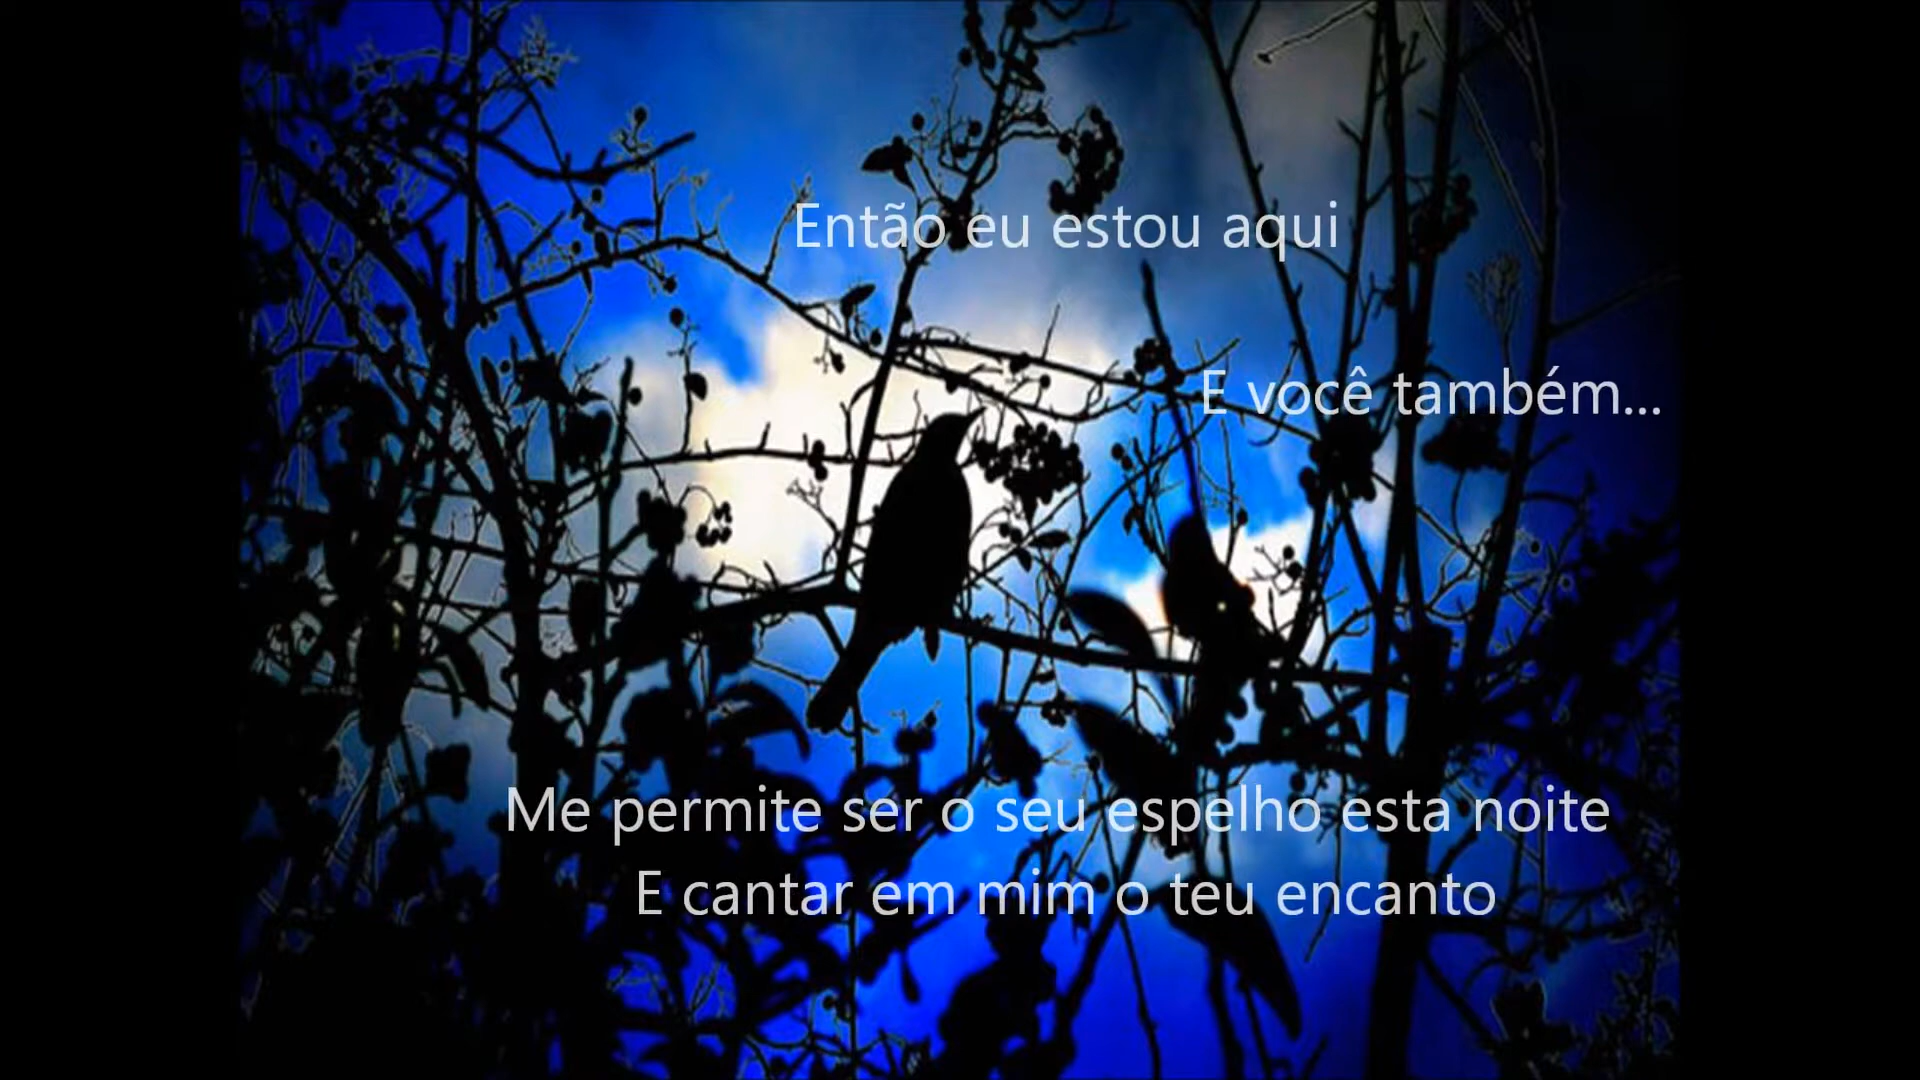 Então eu estou aqui
E você também...
Me permite ser o seu espelho esta noite
E cantar em mim o teu encanto